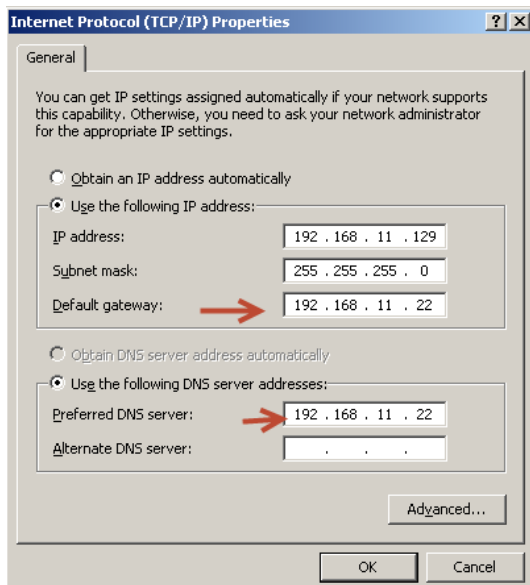 Internet Protocol (TCP/IP) Properties
General
You can get IP settings assigned automatically if your network supports
this capability. Otherwise, you need to ask your network administrator
for the appropriate IP settings.
Obtain an IP address automatically
Use the following IP address:
IP address: 192 . 168 . 11 . 129
Subnet mask: 255 . 255 . 255 . 0
Default gateway: 192 . 168 . 11 . 22
Obtain DNS server address automatically
Use the following DNS server addresses:
Preferred DNS server: 192 . 168 . 11 . 22
Alternate DNS server: . . .
Advanced...
OK Cancel